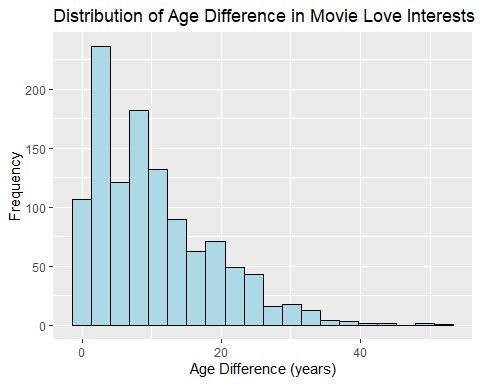 Distribution of Age Difference in Movie Love Interests
Frequency
200
150
100
50
0
0 20 40
Age Difference (years)